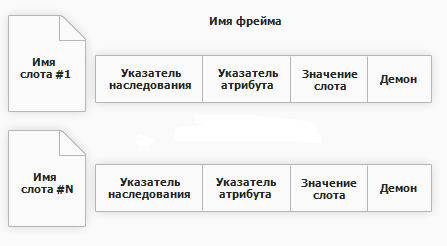 Имя фрейма
Имя
слота #1
Указатель
наследования
Указатель
атрибута
Значение
слота
Демон
Имя
слота #N
Указатель
наследования
Указатель
атрибута
Значение
слота
Демон